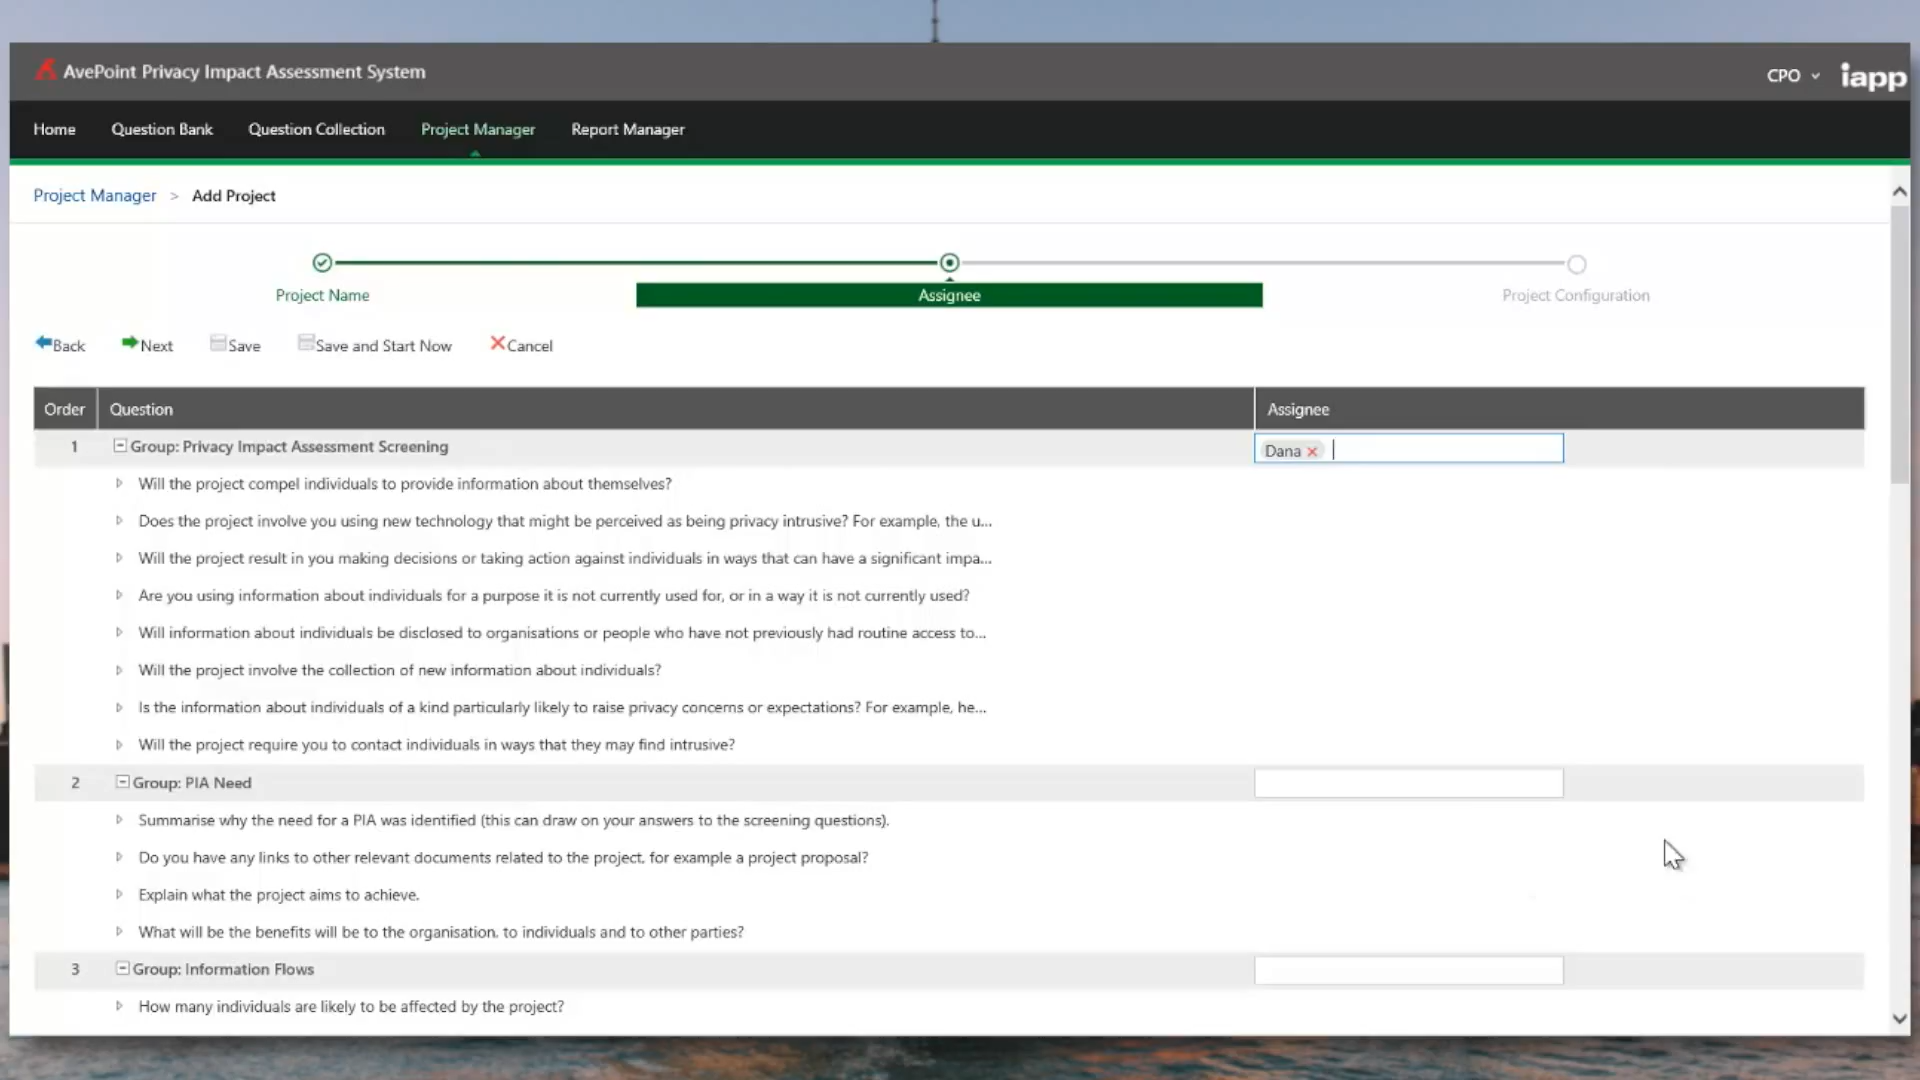 AvePoint Privacy Impact Assessment System
CPO
iapp
Home Question Bank Question Collection Project Manager Report Manager
Project Manager > Add Project
Project Name Assignee Project Configuration
Back Next Save Save and Start Now Cancel
Order Question Assignee
1 Group: Privacy Impact Assessment Screening Dana
Will the project compel individuals to provide information about themselves?
Does the project involve you using new technology that might be perceived as being privacy intrusive? For example, the u...
Will the project result in you making decisions or taking action against individuals in ways that can have a significant impa...
Are you using information about individuals for a purpose it is not currently used for, or in a way it is not currently used?
Will information about individuals be disclosed to organisations or people who have not previously had routine access to...
Will the project involve the collection of new information about individuals?
Is the information about individuals of a kind particularly likely to raise privacy concerns or expectations? For example, he...
Will the project require you to contact individuals in ways that they may find intrusive?
2 Group: PIA Need
Summarise why the need for a PIA was identified (this can draw on your answers to the screening questions).
Do you have any links to other relevant documents related to the project, for example a project proposal?
Explain what the project aims to achieve.
What will be the benefits will be to the organisation, to individuals and to other parties?
3 Group: Information Flows
How many individuals are likely to be affected by the project?